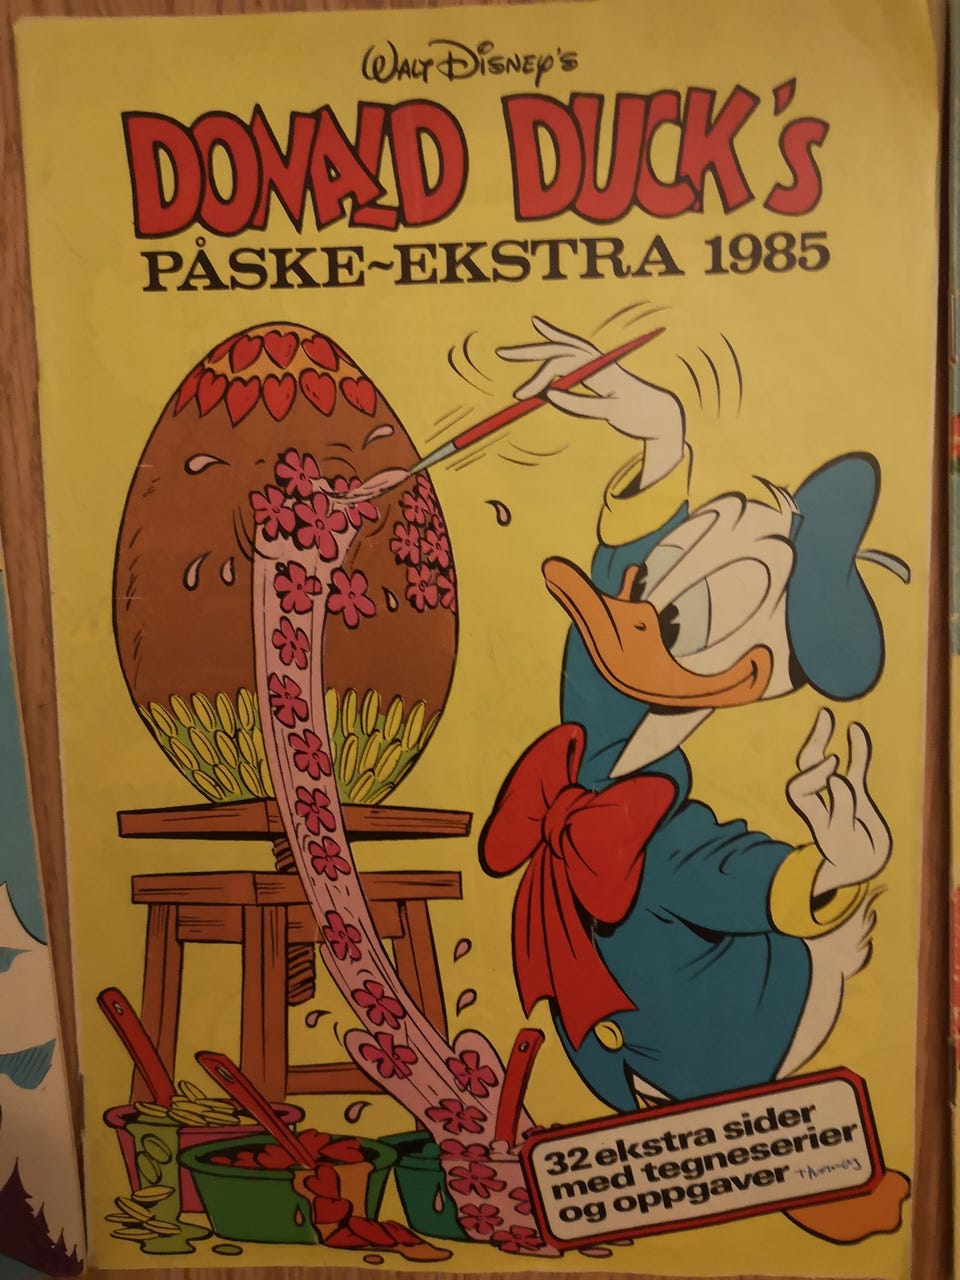 WALT DISNEY'S
DONALD DUCK'S
PÅSKE~EKSTRA 1985
32 ekstra sider
med tegneserier
og oppgaver